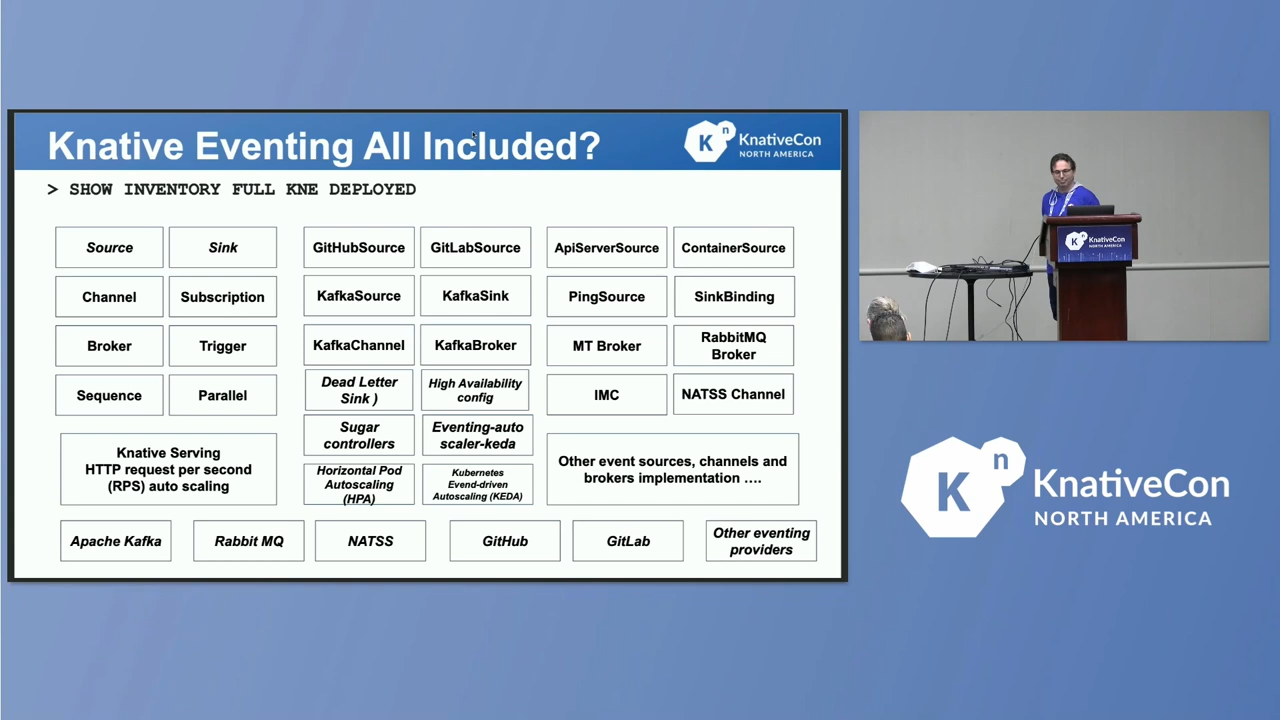 Knative Eventing All Included?
Kn
KnativeCon
NORTH AMERICA
> SHOW INVENTORY FULL KNE DEPLOYED
Source
Sink
GitHubSource
GitLabSource
ApiServerSource
ContainerSource
Channel
Subscription
KafkaSource
KafkaSink
PingSource
SinkBinding
Broker
Trigger
KafkaChannel
KafkaBroker
MT Broker
RabbitMQ
Broker
Sequence
Parallel
Dead Letter
Sink )
High Availability
config
IMC
NATSS Channel
Knative Serving
HTTP request per second
(RPS) auto scaling
Sugar
controllers
Eventing-auto
scaler-keda
Horizontal Pod
Autoscaling
(HPA)
Kubernetes
Evend-driven
Autoscaling (KEDA)
Other event sources, channels and
brokers implementation ....
Apache Kafka
Rabbit MQ
NATSS
GitHub
GitLab
Other eventing
providers
Kn
KnativeCon
NORTH AMERICA
Kn
KnativeCon
NORTH AMERICA